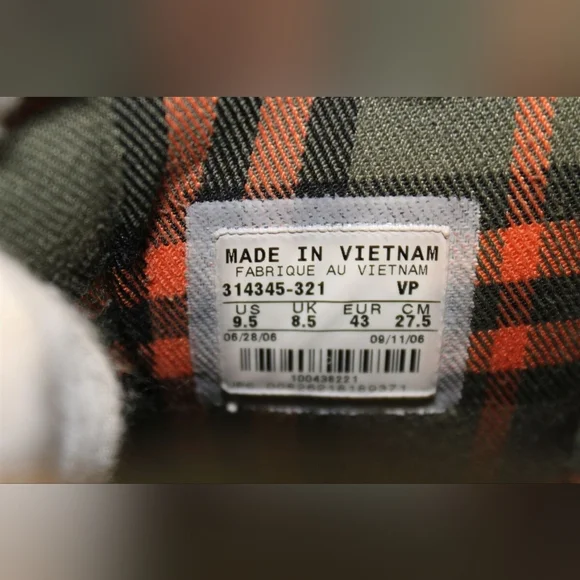 MADE IN VIETNAM
FABRIQUE AU VIETNAM
314345-321 VP
US UK EUR CM
9.5 8.5 43 27.5
06/28/06 09/11/06
100436221